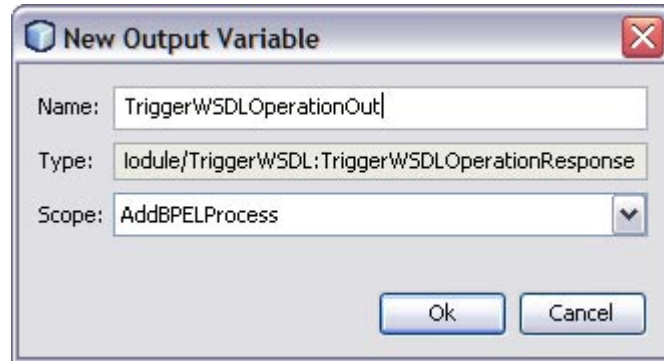 New Output Variable
Name: TriggerWSDLOperationOut
Type: lodule/TriggerWSDL:TriggerWSDLOperationResponse
Scope: AddBPELProcess
Ok Cancel